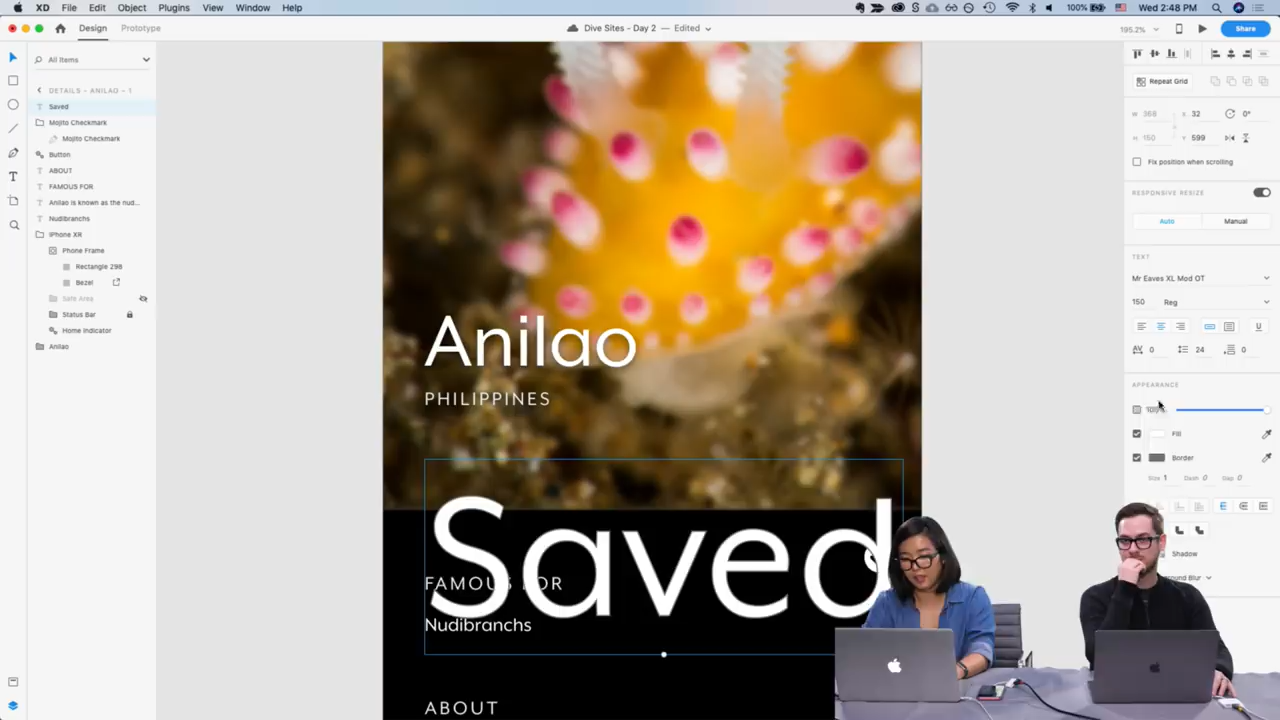 XD File Edit Object Plugins View Window Help
100% Wed 2:48 PM
Design Prototype
Dive Sites - Day 2 — Edited
195.2%
Share
All Items
DETAILS – ANILAO – 1
Saved
Mojito Checkmark
Mojito Checkmark
Button
ABOUT
FAMOUS FOR
Anilao is known as the nud...
Nudibranchs
iPhone XR
Phone Frame
Rectangle 298
Bezel
Safe Area
Status Bar
Home Indicator
Anilao
Anilao
PHILIPPINES
Saved
FAMOUS FOR
Nudibranchs
ABOUT
Repeat Grid
W 368 X 32 0°
H 150 Y 599
Fix position when scrolling
RESPONSIVE RESIZE
Auto Manual
TEXT
Mr Eaves XL Mod OT
150 Reg
0 24 0
APPEARANCE
Fill
Border
Size 1 Dash 0 Gap 0
Shadow
Blur